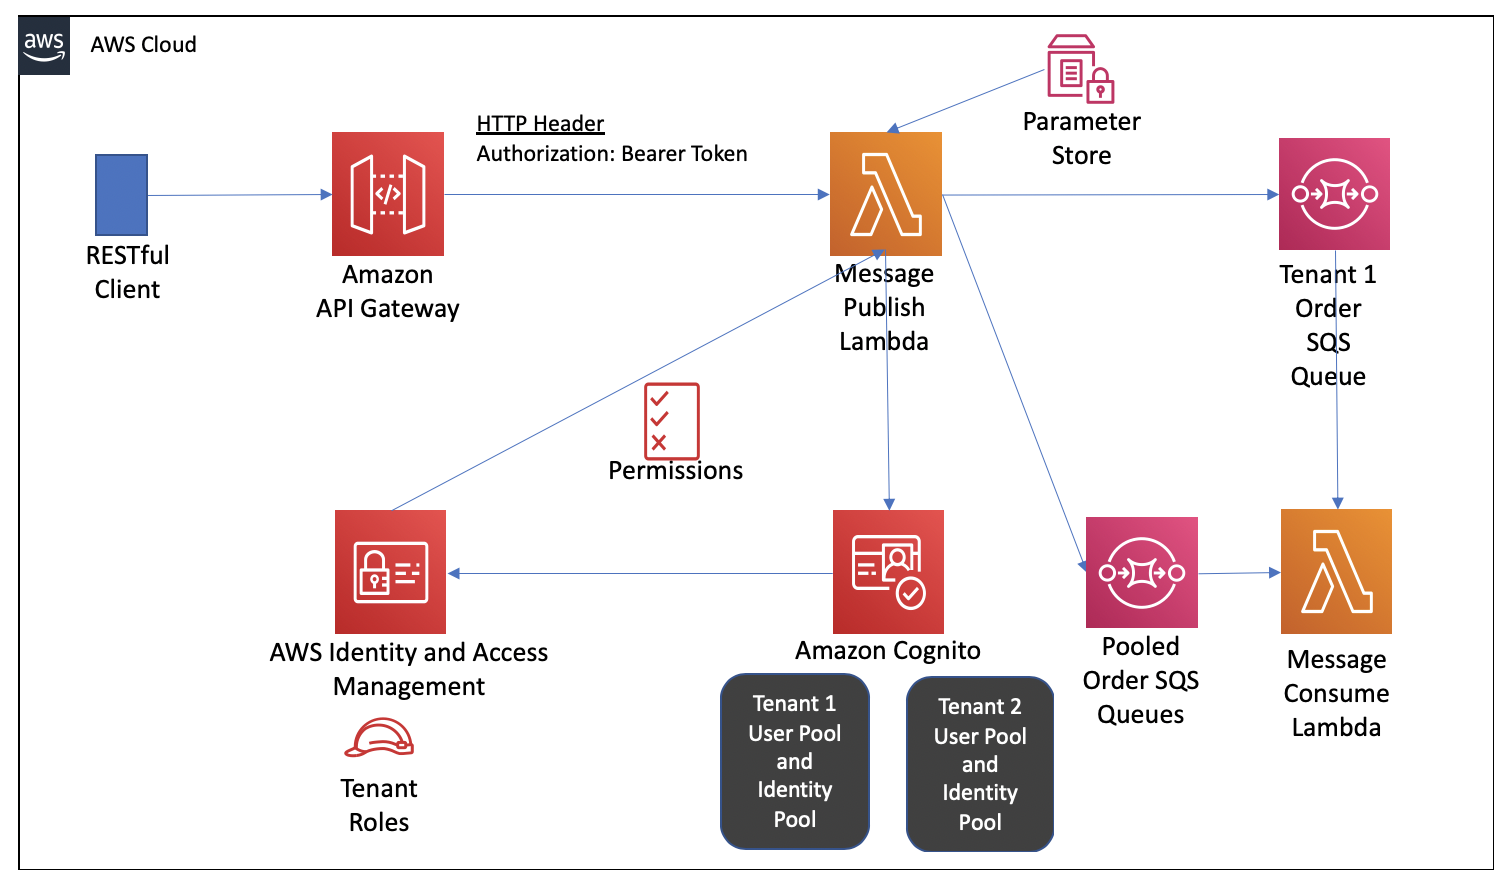 aws
AWS Cloud
HTTP Header
Authorization: Bearer Token
Parameter
Store
RESTful
Client
Amazon
API Gateway
</>
Message
Publish
Lambda
Tenant 1
Order
SQS
Queue
Permissions
AWS Identity and Access
Management
Tenant
Roles
Amazon Cognito
Tenant 1
User Pool
and
Identity
Pool
Tenant 2
User Pool
and
Identity
Pool
Pooled
Order SQS
Queues
Message
Consume
Lambda